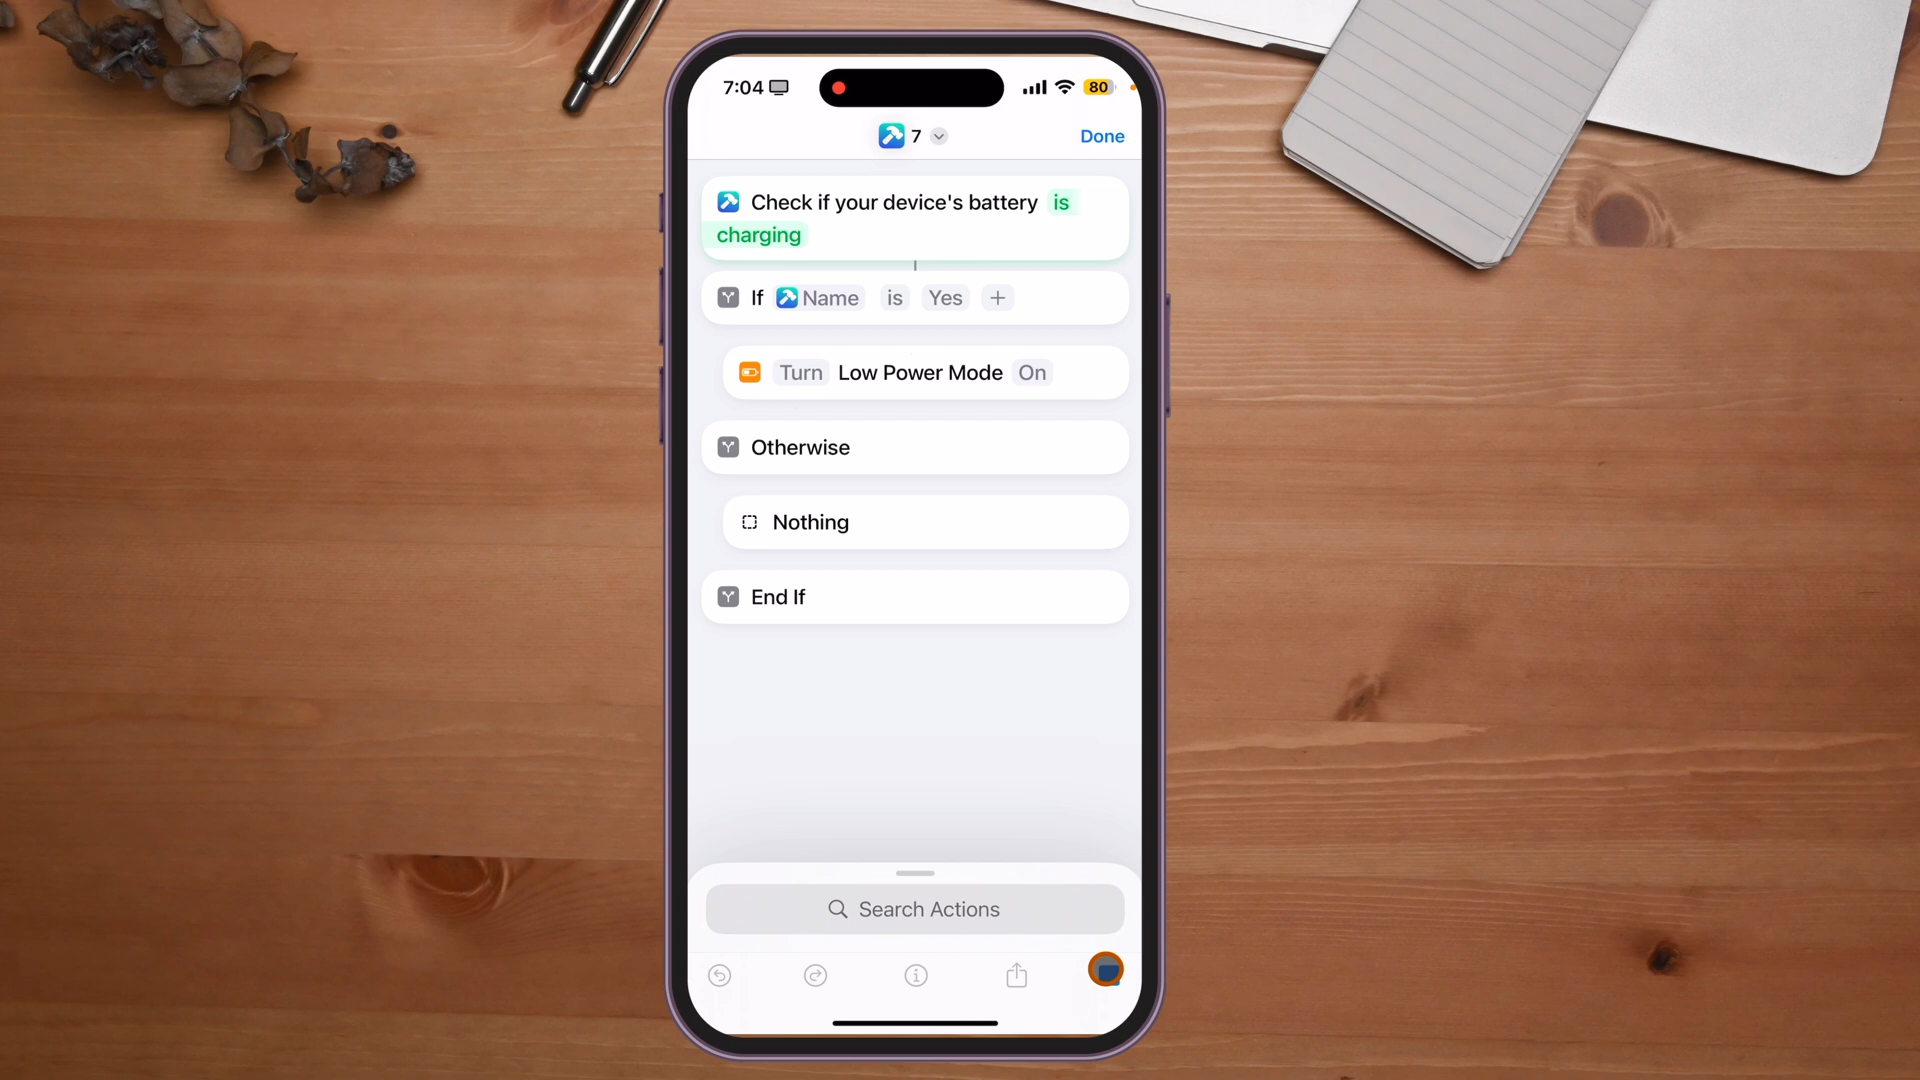 7:04
80
7
Done
Check if your device's battery is
charging
If Name is Yes +
Turn Low Power Mode On
Otherwise
Nothing
End If
Search Actions